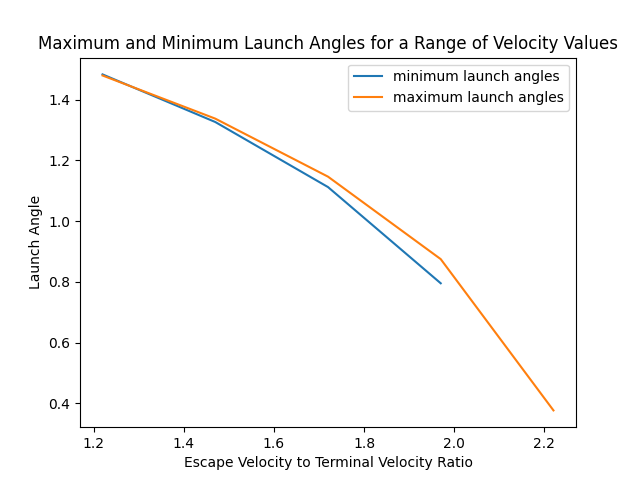 Maximum and Minimum Launch Angles for a Range of Velocity Values
minimum launch angles
maximum launch angles
Launch Angle
1.4
1.2
1.0
0.8
0.6
0.4
1.2 1.4 1.6 1.8 2.0 2.2
Escape Velocity to Terminal Velocity Ratio